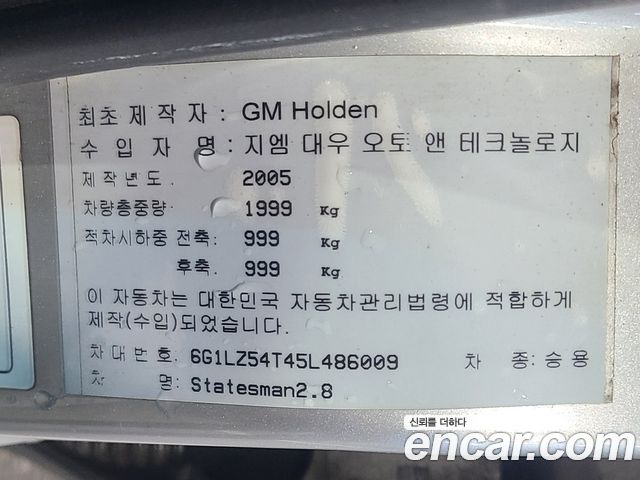 최초 제작자 : GM Holden
수 입 자 명 : 지엠 대우 오토 앤 테크놀로지
제작년도. 2005
차량총중량 1999 Kg
적차시하중 전축: 999 Kg
후축: 999 Kg
이 자동차는 대한민국 자동차관리법령에 적합하게
제작(수입)되었습니다.
차대번호. 6G1LZ54T45L486009 차 종: 승용
차 명: Statesman2.8
신뢰를 더하다
encar.com